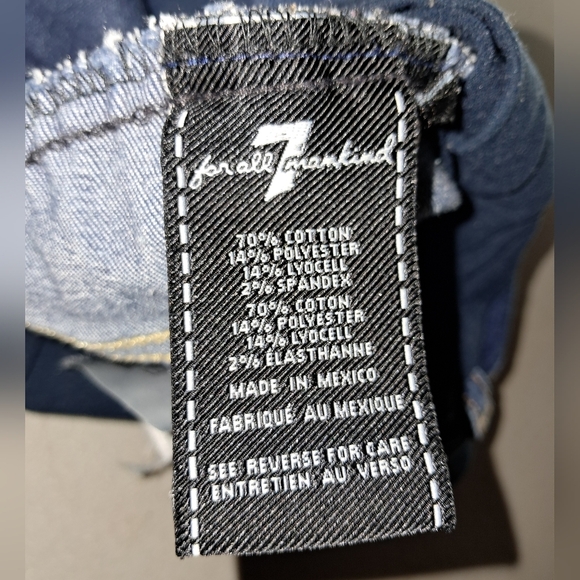 for all 7 mankind
70% COTTON
14% POLYESTER
14% LYOCELL
2% SPANDEX
70% COTON
14% POLYESTER
14% LYOCELL
2% ÉLASTHANNE
MADE IN MEXICO
FABRIQUÉ AU MEXIQUE
SEE REVERSE FOR CARE
ENTRETIEN AU VERSO